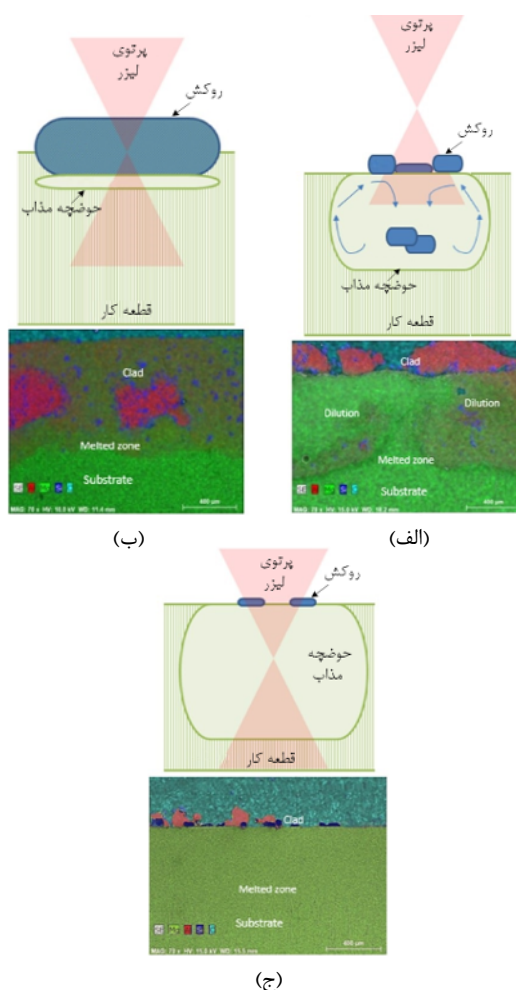 پرتوی
لیزر
روکش
حوضچه مذاب
قطعه کار
Clad
Melted zone
Substrate
400 µm
(ب)
پرتوی
لیزر
روکش
حوضچه مذاب
قطعه کار
Clad
Dilution
Dilution
Melted zone
Substrate
400 µm
(الف)
پرتوی
لیزر
روکش
حوضچه
مذاب
قطعه کار
Clad
Melted zone
Substrate
400 µm
(ج)